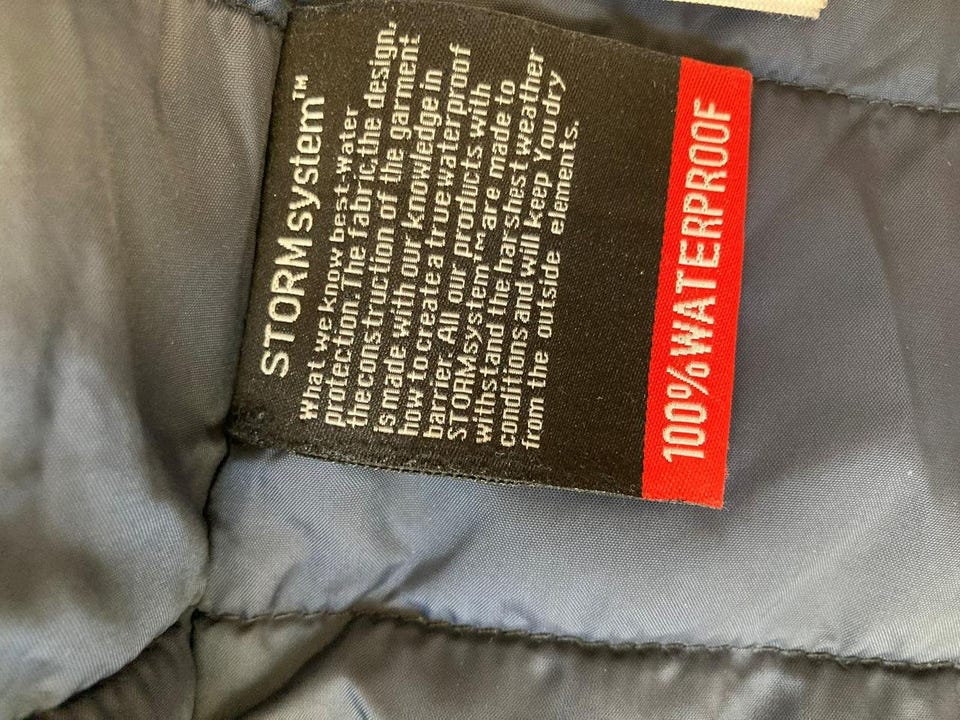 STORMsystem™
What we know best-Water
protection.The fabric,the design,
the construction of the garment
is made with our knowledge in
how to create a true waterproof
barrier. All our products with
STORMsystem™ are made to
withstand the harshest weather
conditions and will keep You dry
from the outside elements.
100% WATERPROOF